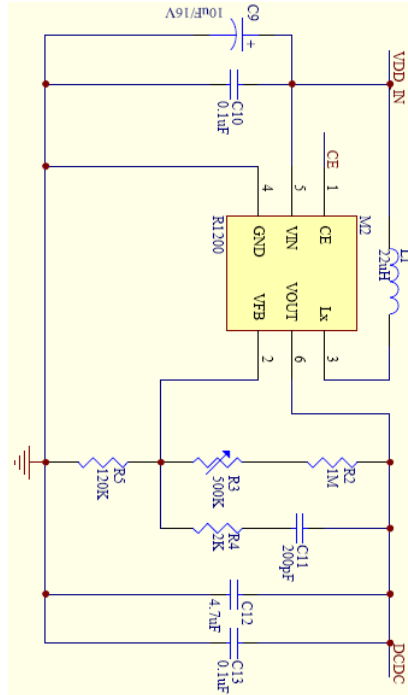 C9
10uF/16V
VDD_IN
C10
0.1uF
CE
4
5
1
M2
R1200
GND
VIN
CE
VFB
VOUT
Lx
L1
22uH
2
6
3
R5
120K
R3
500K
R2
1M
R4
2K
C11
200pF
C12
4.7uF
C13
0.1uF
DCDC